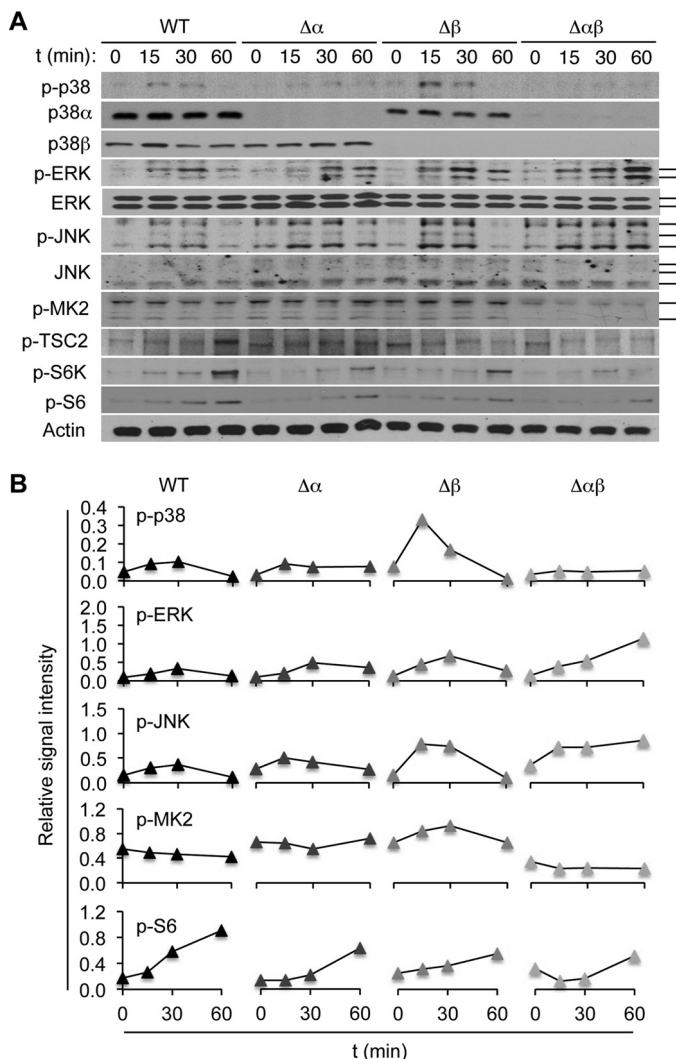 A
WT Δα Δβ Δαβ
t (min): 0 15 30 60 0 15 30 60 0 15 30 60 0 15 30 60
p-p38
p38α
p38β
p-ERK
ERK
p-JNK
JNK
p-MK2
p-TSC2
p-S6K
p-S6
Actin
B
WT Δα Δβ Δαβ
Relative signal intensity
p-p38
0.4
0.3
0.2
0.1
0.0
p-ERK
2.0
1.5
1.0
0.5
0.0
p-JNK
1.5
1.0
0.5
0.0
p-MK2
1.2
0.8
0.4
0.0
p-S6
1.2
0.8
0.4
0.0
0 30 60 0 30 60 0 30 60 0 30 60
t (min)